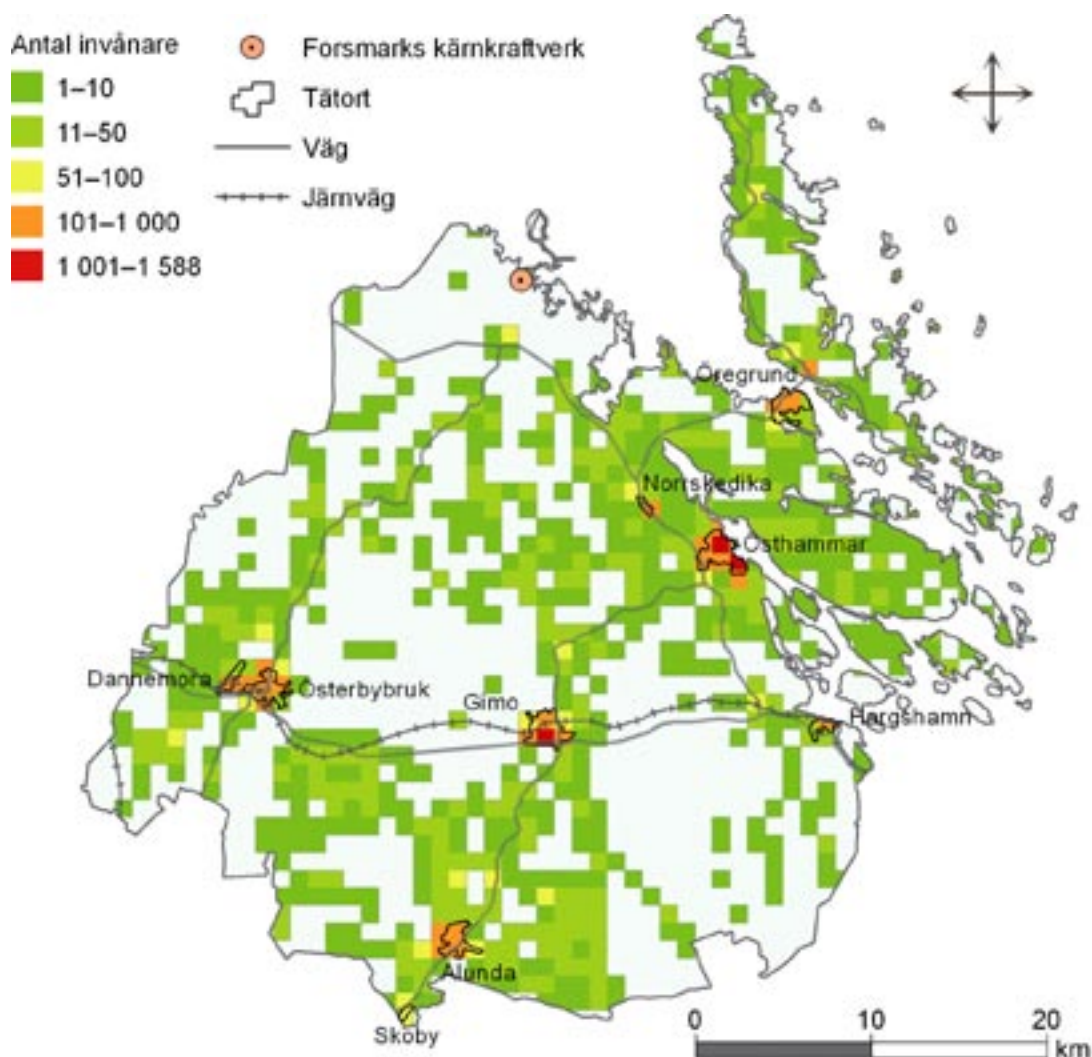 Antal invånare
1–10
11–50
51–100
101–1 000
1 001–1 588
Forsmarks kärnkraftverk
Tätort
Väg
Järnväg
Öregrund
Norrskedika
Östhammar
Dannemora
Österbybruk
Gimo
Hargshamn
Alunda
Skoby
0 10 20
km